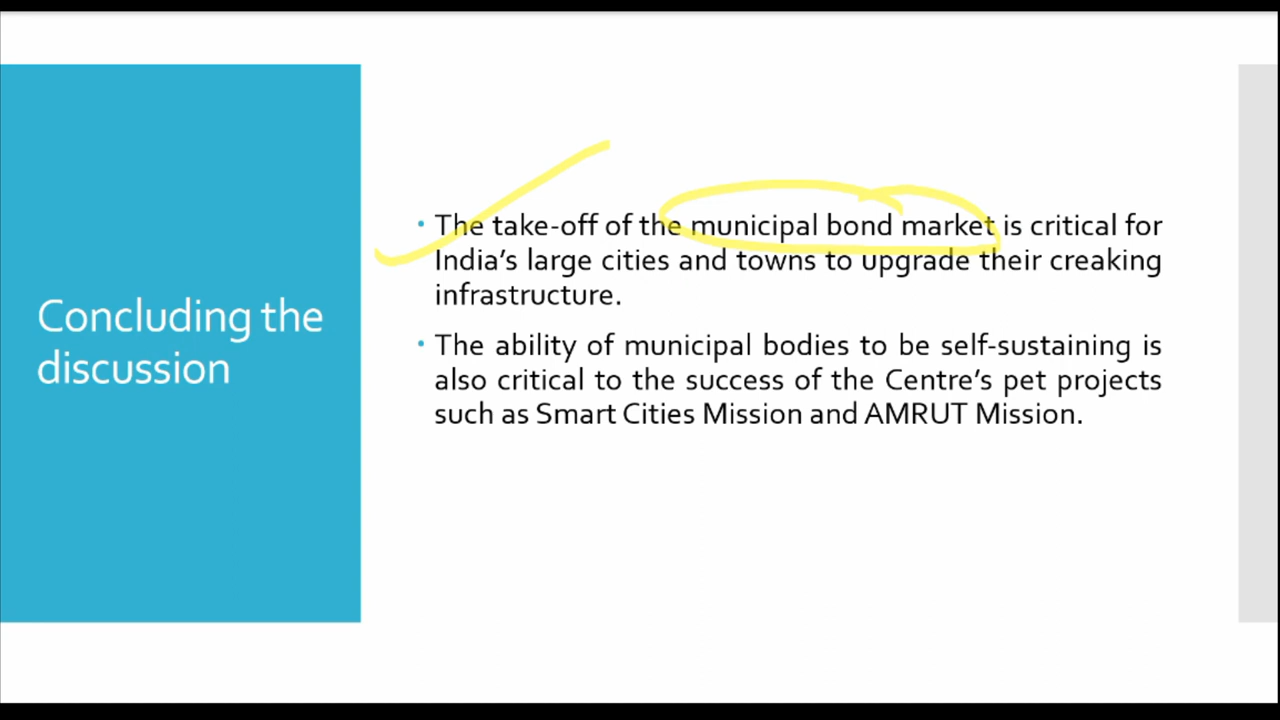 Concluding the
discussion
• The take-off of the municipal bond market is critical for
India's large cities and towns to upgrade their creaking
infrastructure.
• The ability of municipal bodies to be self-sustaining is
also critical to the success of the Centre's pet projects
such as Smart Cities Mission and AMRUT Mission.